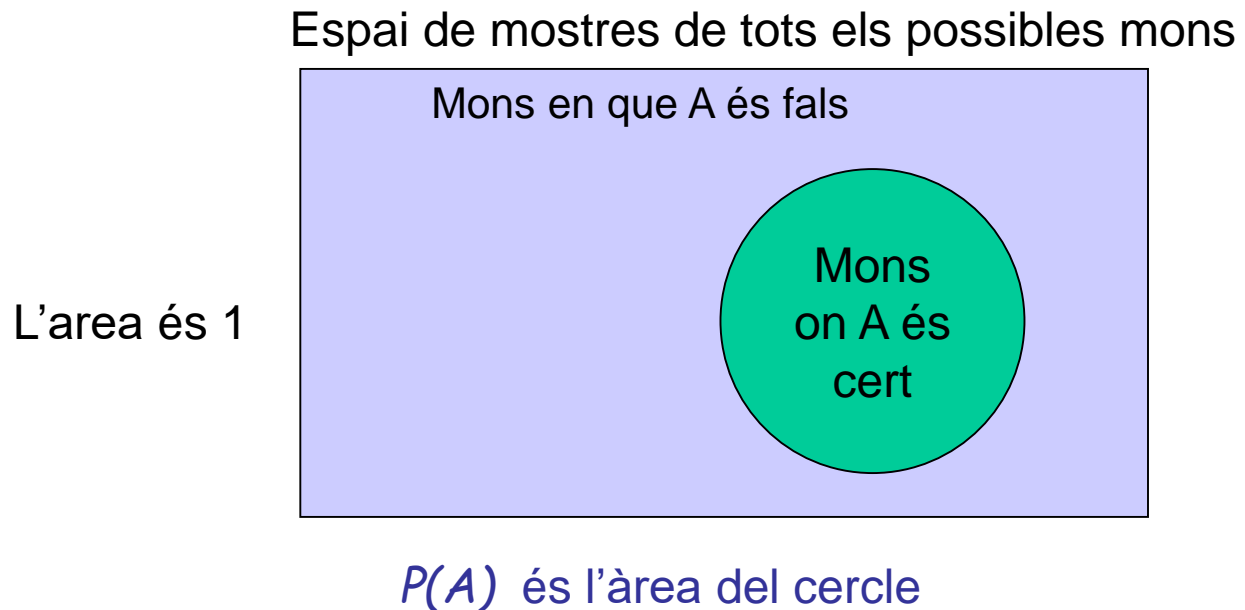 Espai de mostres de tots els possibles mons
Mons en que A és fals
Mons
on A és
cert
L’area és 1
P(A) és l’àrea del cercle